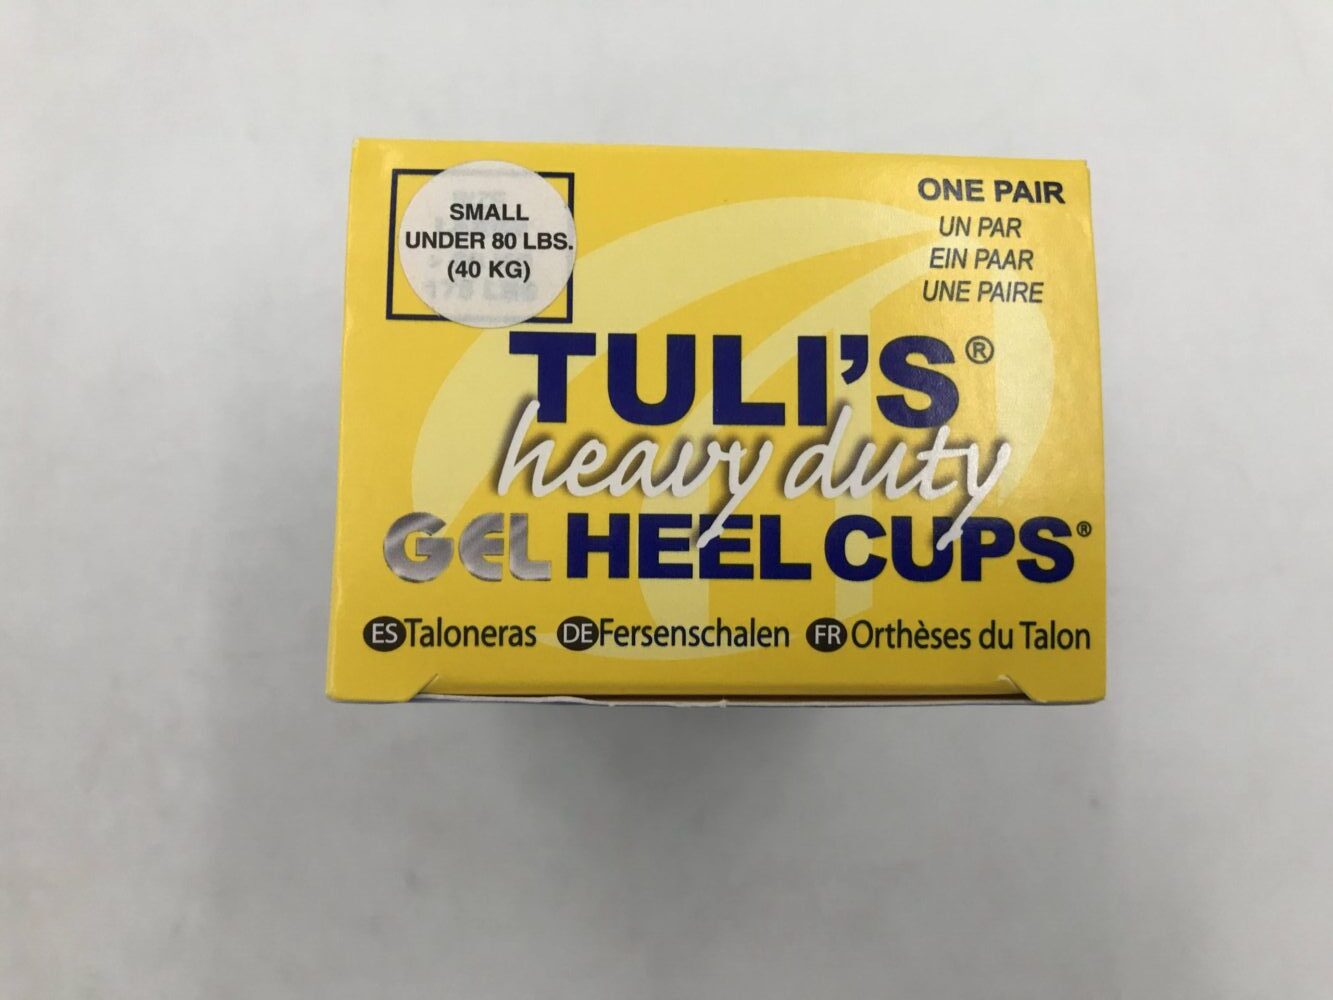 SMALL
UNDER 80 LBS.
(40 KG)
ONE PAIR
UN PAR
EIN PAAR
UNE PAIRE
TULI'S®
heavy duty
GEL HEEL CUPS®
ES Taloneras DE Fersenschalen FR Orthèses du Talon